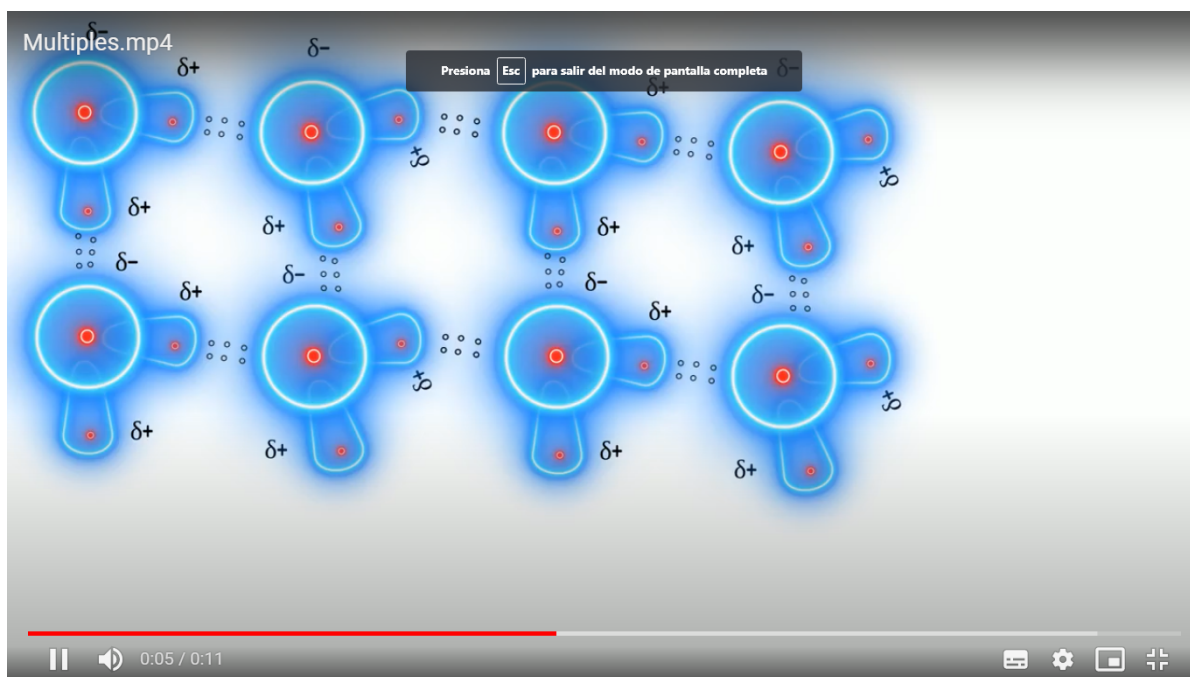 δ–
Multiples.mp4
δ–
δ+
Presiona Esc para salir del modo de pantalla completa
δ–
δ+
δ+
δ+
δ+
δ+
δ+
δ+
δ–
δ–
δ–
δ–
δ+
δ+
δ+
δ+
δ+
δ+
δ+
δ+
0:05 / 0:11